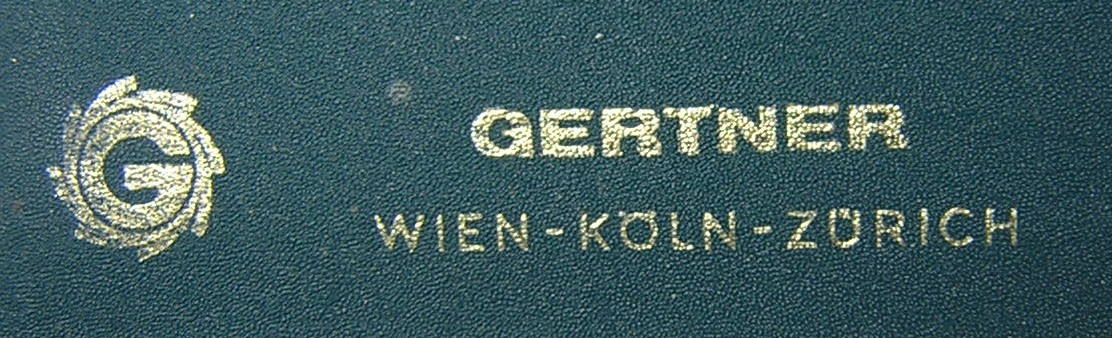 G
GERTNER
WIEN-KÖLN-ZÜRICH